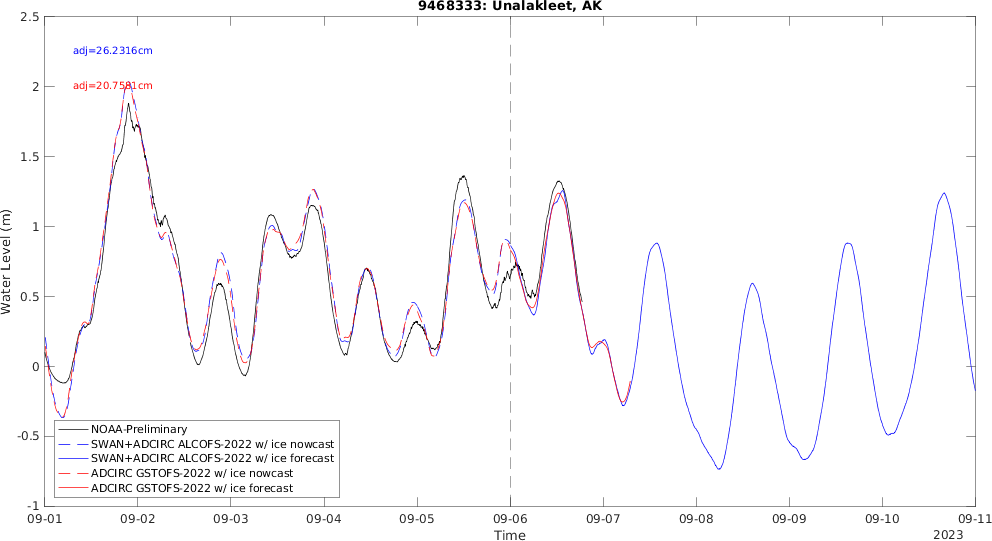 9468333: Unalakleet, AK
2.5
adj=26.2316cm
adj=20.7581cm
2
1.5
1
0.5
0
-0.5
-1
Water Level (m)
NOAA-Preliminary
SWAN+ADCIRC ALCOFS-2022 w/ ice nowcast
SWAN+ADCIRC ALCOFS-2022 w/ ice forecast
ADCIRC GSTOFS-2022 w/ ice nowcast
ADCIRC GSTOFS-2022 w/ ice forecast
09-01 09-02 09-03 09-04 09-05 09-06 09-07 09-08 09-09 09-10 09-11
Time
2023